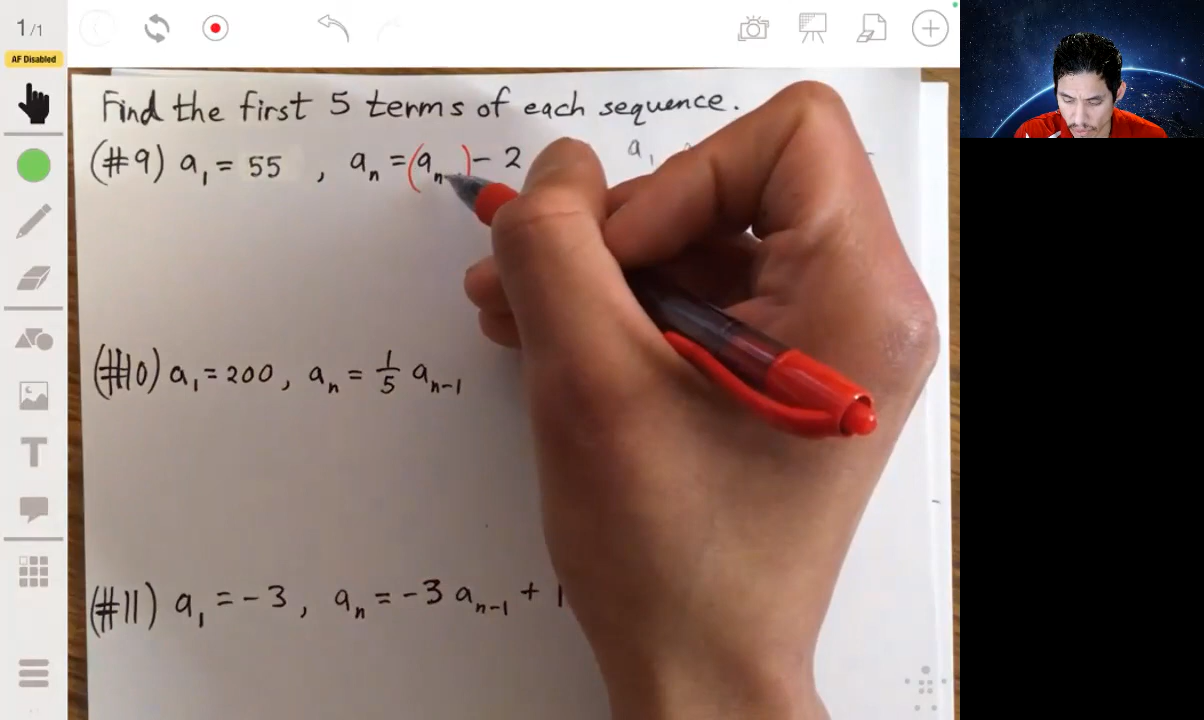 1/1
AF Disabled
Find the first 5 terms of each sequence.
(#9) a₁ = 55 , aₙ = (aₙ ) - 2
a₁
(#10) a₁ = 200 , aₙ = 1/5 aₙ₋₁
(#11) a₁ = -3 , aₙ = -3 aₙ₋₁ + 1
T